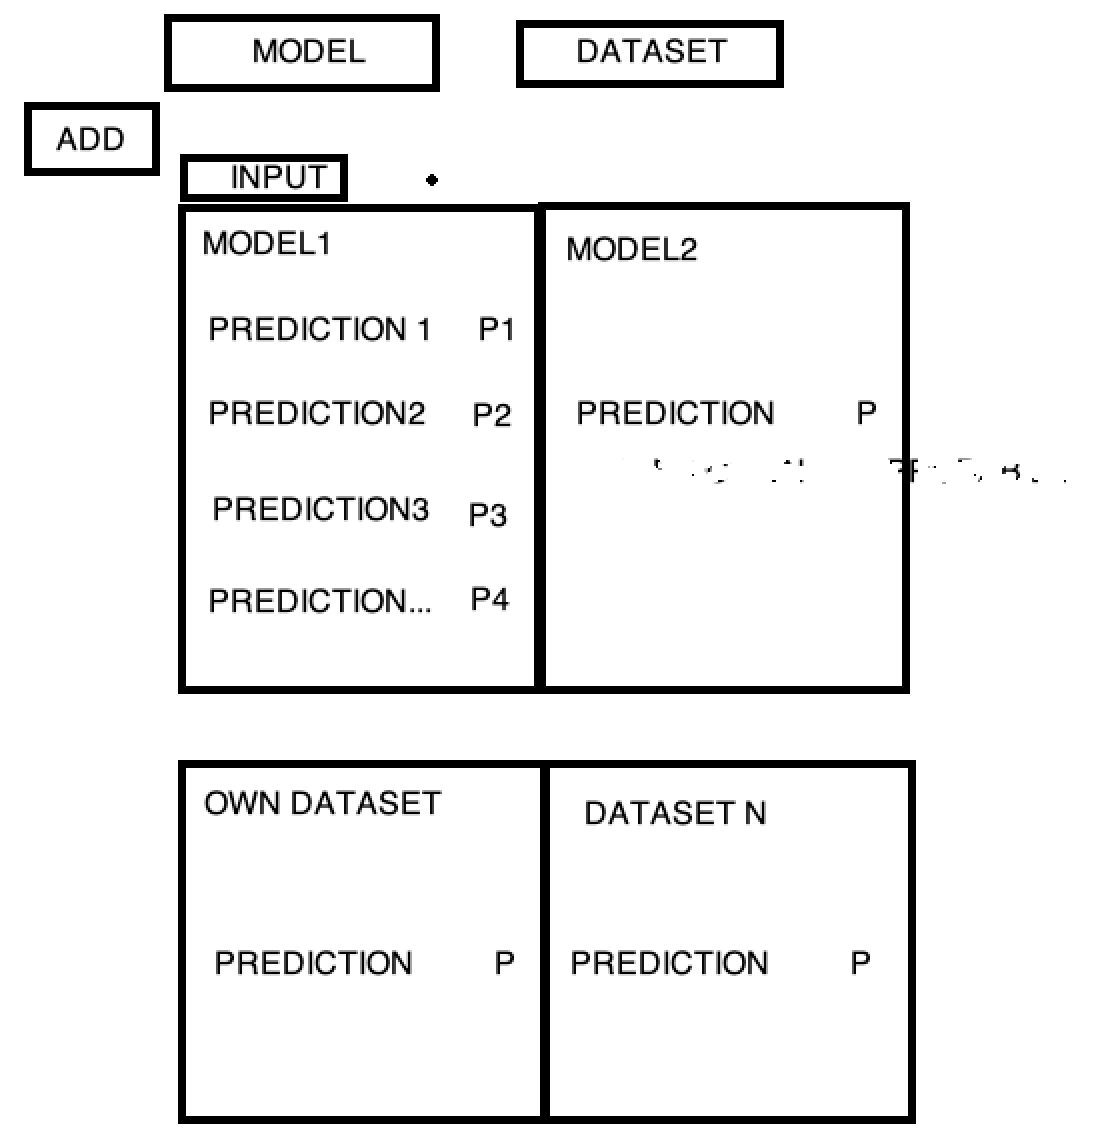 MODEL
DATASET
ADD
INPUT
MODEL1
PREDICTION 1 P1
PREDICTION2 P2
PREDICTION3 P3
PREDICTION... P4
MODEL2
PREDICTION P
OWN DATASET
PREDICTION P
DATASET N
PREDICTION P